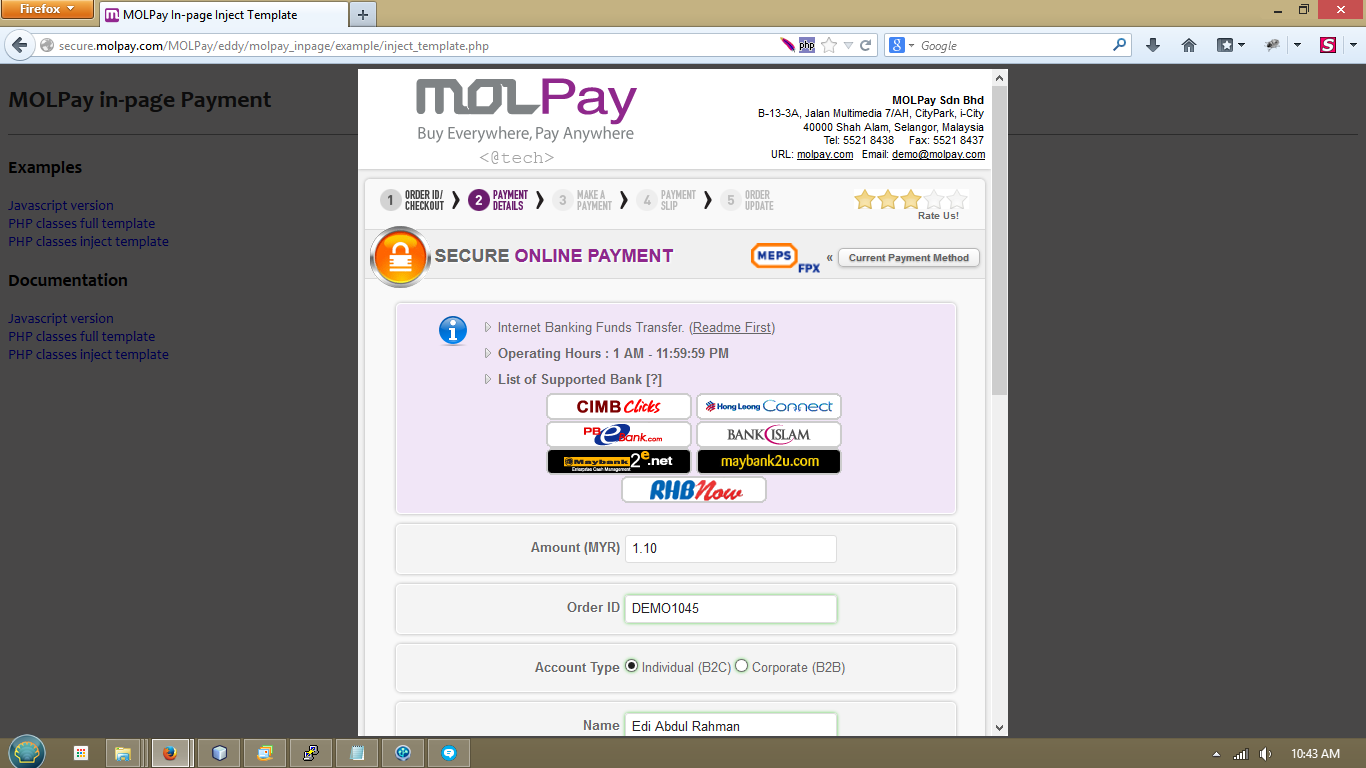 Firefox
MOLPay In-page Inject Template
secure.molpay.com/MOLPay/eddy/molpay_inpage/example/inject_template.php
php
Google
MOLPay in-page Payment
Examples
Javascript version
PHP classes full template
PHP classes inject template
Documentation
Javascript version
PHP classes full template
PHP classes inject template
MOLPay
Buy Everywhere, Pay Anywhere
<@tech>
MOLPay Sdn Bhd
B-13-3A, Jalan Multimedia 7/AH, CityPark, i-City
40000 Shah Alam, Selangor, Malaysia
Tel: 5521 8438 Fax: 5521 8437
URL: molpay.com Email: demo@molpay.com
1 ORDER ID/ CHECKOUT
2 PAYMENT DETAILS
3 MAKE A PAYMENT
4 PAYMENT SLIP
5 ORDER UPDATE
Rate Us!
SECURE ONLINE PAYMENT
MEPS FPX « Current Payment Method
Internet Banking Funds Transfer. (Readme First)
Operating Hours : 1 AM - 11:59:59 PM
List of Supported Bank [?]
CIMB Clicks
Hong Leong Connect
PB eBank.com
BANK ISLAM
Maybank2e.net
Enterprise Cash Management
maybank2u.com
RHB Now
Amount (MYR) 1.10
Order ID DEMO1045
Account Type Individual (B2C) Corporate (B2B)
Name Edi Abdul Rahman
10:43 AM